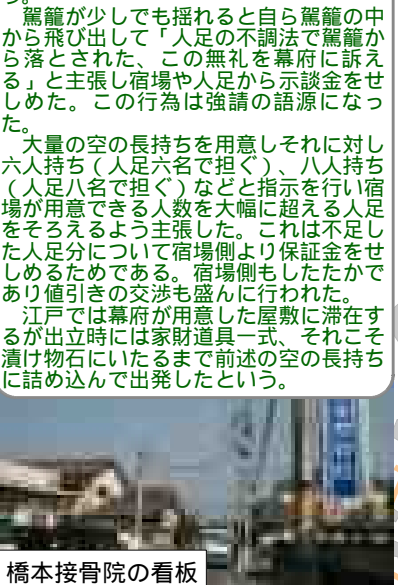 う。
　駕籠が少しでも揺れると自ら駕籠の中
から飛び出して「人足の不調法で駕籠か
ら落とされた、この無礼を幕府に訴え
る」と主張し宿場や人足から示談金をせ
しめた。この行為は強請の語源になっ
た。
　大量の空の長持ちを用意しそれに対し
六人持ち（人足六名で担ぐ）、八人持ち
（人足八名で担ぐ）などと指示を行い宿
場が用意できる人数を大幅に超える人足
をそろえるよう主張した。これは不足し
た人足分について宿場側より保証金をせ
しめるためである。宿場側もしたたかで
あり値引きの交渉も盛んに行われた。
　江戸では幕府が用意した屋敷に滞在す
るが出立時には家財道具一式、それこそ
漬け物石にいたるまで前述の空の長持ち
に詰め込んで出発したという。
橋本接骨院の看板